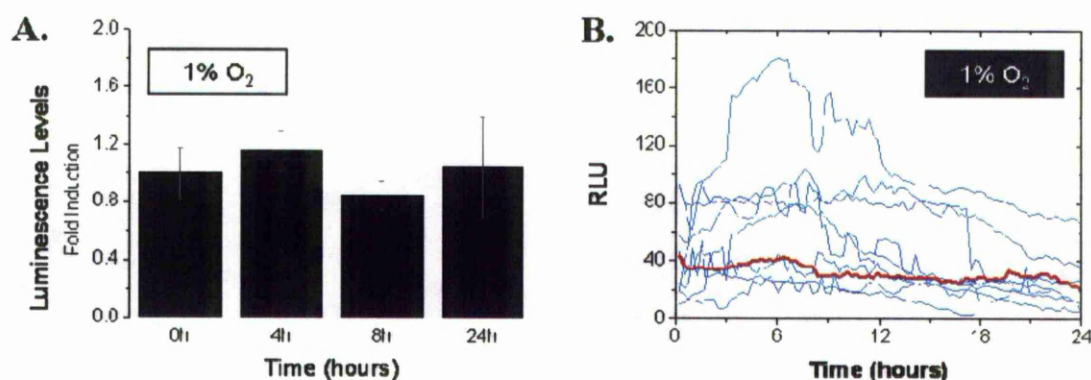 A.
Luminescence Levels
Fold Induction
2.0
1.6
1.2
0.8
0.4
0.0
1% O₂
0h
4h
8h
24h
Time (hours)
B.
RLU
200
160
120
80
40
0
1% O₂
0
6
12
18
24
Time (hours)